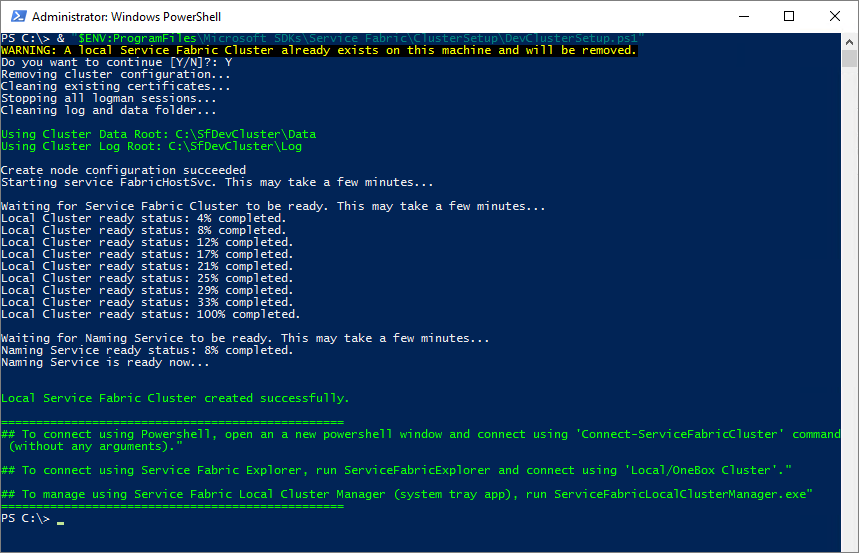 Administrator: Windows PowerShell
PS C:\> & "$ENV:ProgramFiles\Microsoft SDKs\Service Fabric\ClusterSetup\DevClusterSetup.ps1"
WARNING: A local Service Fabric Cluster already exists on this machine and will be removed.
Do you want to continue [Y/N]?: Y
Removing cluster configuration...
Cleaning existing certificates...
Stopping all logman sessions...
Cleaning log and data folder...
Using Cluster Data Root: C:\SfDevCluster\Data
Using Cluster Log Root: C:\SfDevCluster\Log
Create node configuration succeeded
Starting service FabricHostSvc. This may take a few minutes...
Waiting for Service Fabric Cluster to be ready. This may take a few minutes...
Local Cluster ready status: 4% completed.
Local Cluster ready status: 8% completed.
Local Cluster ready status: 12% completed.
Local Cluster ready status: 17% completed.
Local Cluster ready status: 21% completed.
Local Cluster ready status: 25% completed.
Local Cluster ready status: 29% completed.
Local Cluster ready status: 33% completed.
Local Cluster ready status: 100% completed.
Waiting for Naming Service to be ready. This may take a few minutes...
Naming Service ready status: 8% completed.
Naming Service is ready now...
Local Service Fabric Cluster created successfully.
=================================================
## To connect using Powershell, open an a new powershell window and connect using 'Connect-ServiceFabricCluster' command
(without any arguments)."
## To connect using Service Fabric Explorer, run ServiceFabricExplorer and connect using 'Local/OneBox Cluster'."
## To manage using Service Fabric Local Cluster Manager (system tray app), run ServiceFabricLocalClusterManager.exe"
=================================================
PS C:\>